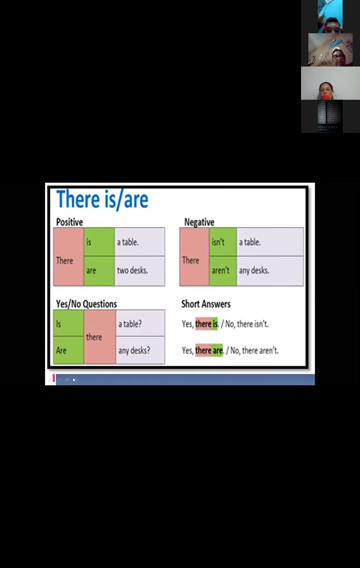 There is/are
Positive
There is a table.
are two desks.
Negative
There isn't a table.
aren't any desks.
Yes/No Questions
Is there a table?
Are any desks?
Short Answers
Yes, there is. / No, there isn't.
Yes, there are. / No, there aren't.